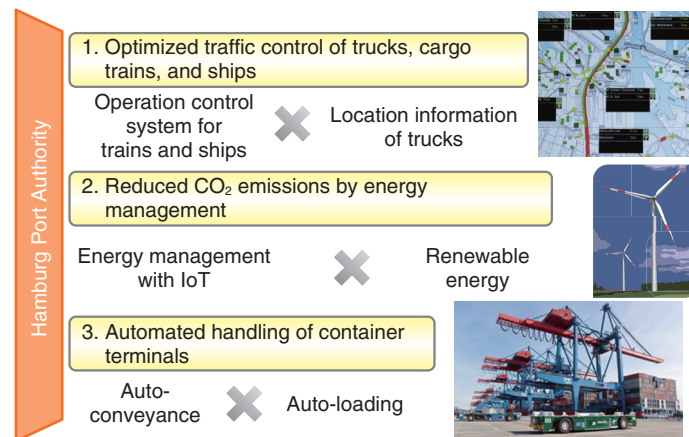 Hamburg Port Authority
1. Optimized traffic control of trucks, cargo
trains, and ships
Operation control
system for
trains and ships
Location information
of trucks
2. Reduced CO₂ emissions by energy
management
Energy management
with IoT
Renewable
energy
3. Automated handling of container
terminals
Auto-
conveyance
Auto-loading